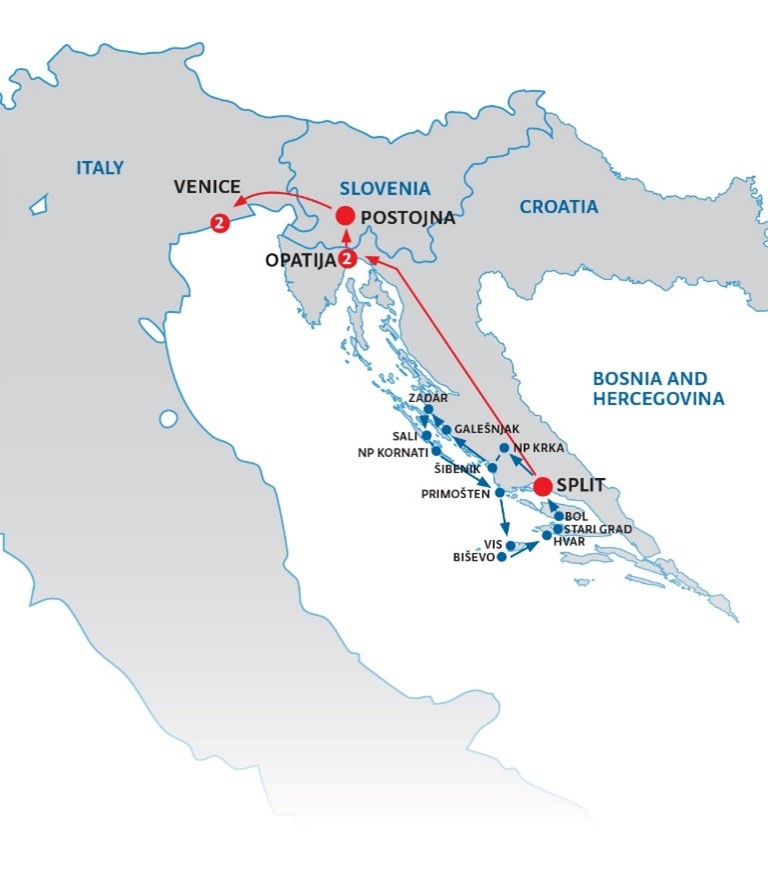 ITALY
VENICE
SLOVENIA
CROATIA
2
POSTOJNA
OPATIJA
2
BOSNIA AND
HERCEGOVINA
ZADAR
GALEŠNJAK
SALI
NP KRKA
NP KORNATI
ŠIBENIK
SPLIT
PRIMOŠTEN
BOL
STARI GRAD
HVAR
VIS
BIŠEVO